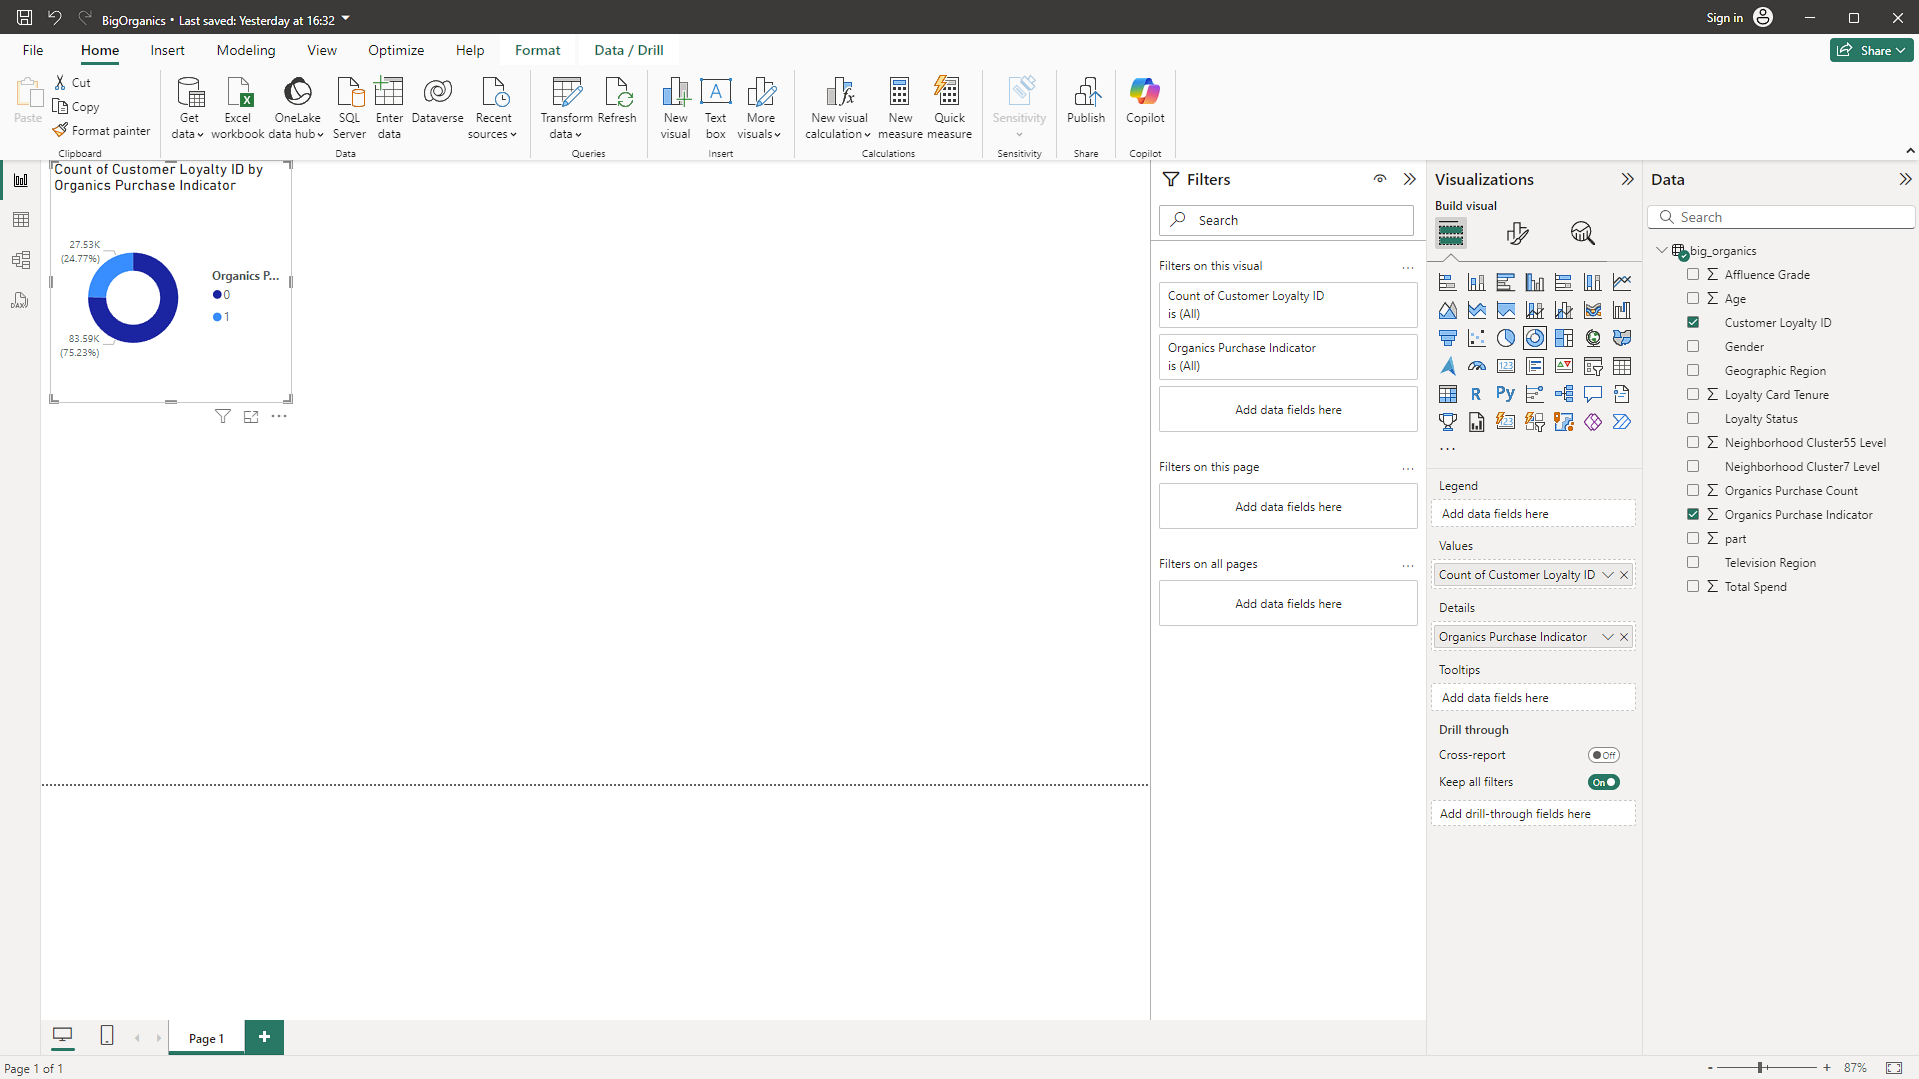 BigOrganics • Last saved: Yesterday at 16:32
Sign in
File
Home
Insert
Modeling
View
Optimize
Help
Format
Data / Drill
Share
Paste
Cut
Copy
Format painter
Clipboard
Get data
Excel workbook
OneLake data hub
SQL Server
Enter data
Dataverse
Recent sources
Data
Transform data
Refresh
Queries
New visual
Text box
More visuals
Insert
New visual calculation
New measure
Quick measure
Calculations
Sensitivity
Sensitivity
Publish
Share
Copilot
Copilot
Count of Customer Loyalty ID by
Organics Purchase Indicator
27.53K
(24.77%)
83.59K
(75.23%)
Organics P...
0
1
Filters
Search
Filters on this visual
Count of Customer Loyalty ID
is (All)
Organics Purchase Indicator
is (All)
Add data fields here
Filters on this page
Add data fields here
Filters on all pages
Add data fields here
Visualizations
Build visual
R
Py
123
Legend
Add data fields here
Values
Count of Customer Loyalty ID
Details
Organics Purchase Indicator
Tooltips
Add data fields here
Drill through
Cross-report
Off
Keep all filters
On
Add drill-through fields here
Data
Search
big_organics
Affluence Grade
Age
Customer Loyalty ID
Gender
Geographic Region
Loyalty Card Tenure
Loyalty Status
Neighborhood Cluster55 Level
Neighborhood Cluster7 Level
Organics Purchase Count
Organics Purchase Indicator
part
Television Region
Total Spend
DAX
Page 1
Page 1 of 1
- + 87%